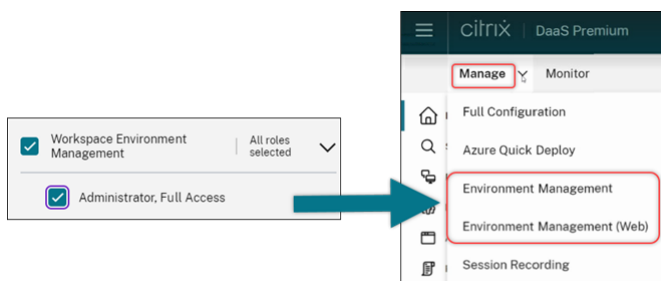 Workspace Environment
Management
All roles
selected
Administrator, Full Access
citrix | DaaS Premium
Manage
Monitor
Full Configuration
Azure Quick Deploy
Environment Management
Environment Management (Web)
Session Recording